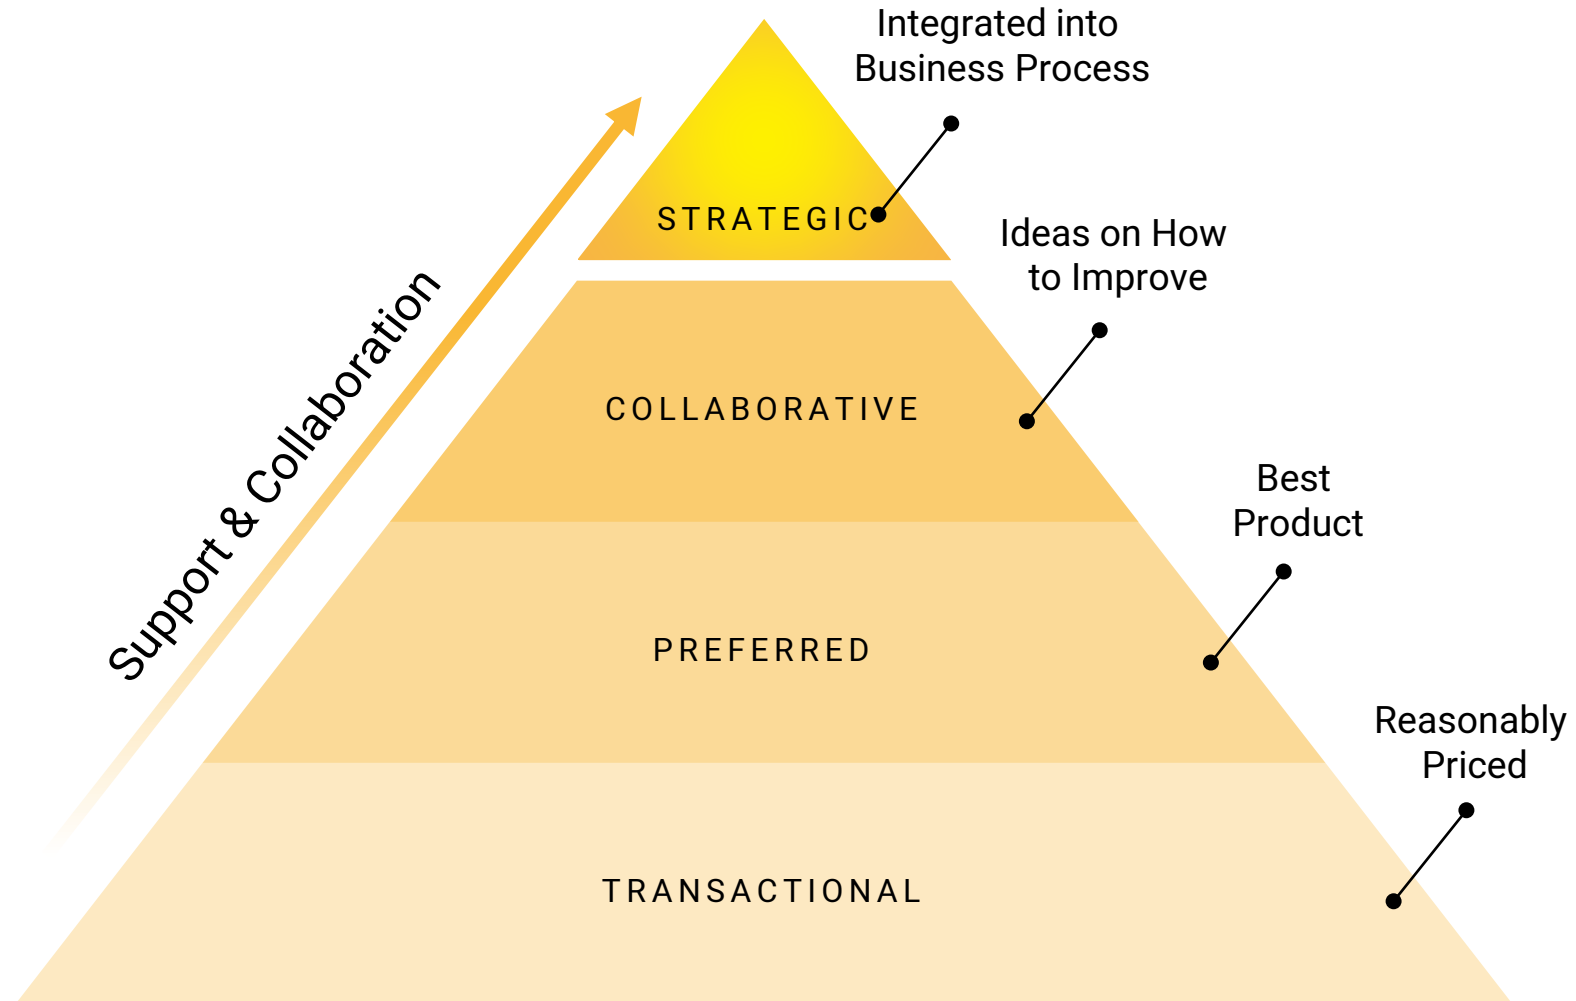 Integrated into
Business Process
STRATEGIC
Ideas on How
to Improve
Support & Collaboration
COLLABORATIVE
Best
Product
PREFERRED
Reasonably
Priced
TRANSACTIONAL